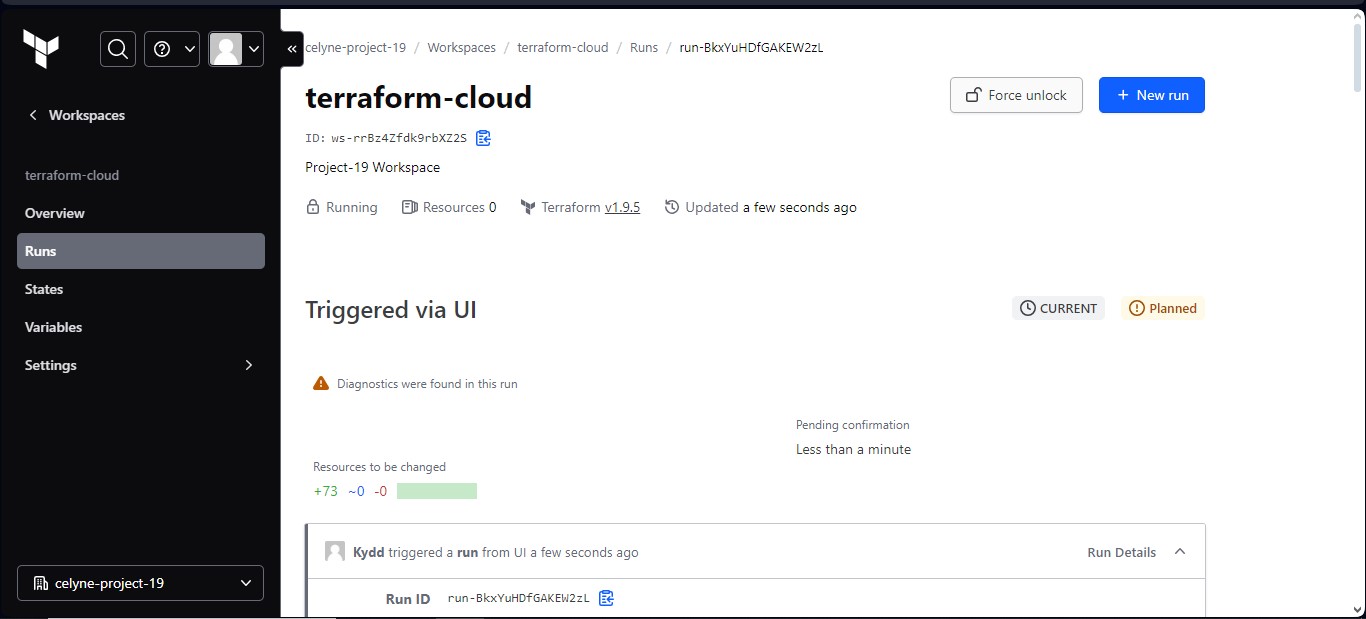 celyne-project-19 / Workspaces / terraform-cloud / Runs / run-BkxYuHDfGAKEW2zL
Workspaces
terraform-cloud
Overview
Runs
States
Variables
Settings
celyne-project-19
terraform-cloud
Force unlock
+ New run
ID: ws-rrBz4Zfdk9rbXZ2S
Project-19 Workspace
Running Resources 0 Terraform v1.9.5 Updated a few seconds ago
Triggered via UI
CURRENT
Planned
Diagnostics were found in this run
Pending confirmation
Less than a minute
Resources to be changed
+73 ~0 -0
Kydd triggered a run from UI a few seconds ago
Run Details
Run ID run-BkxYuHDfGAKEW2zL